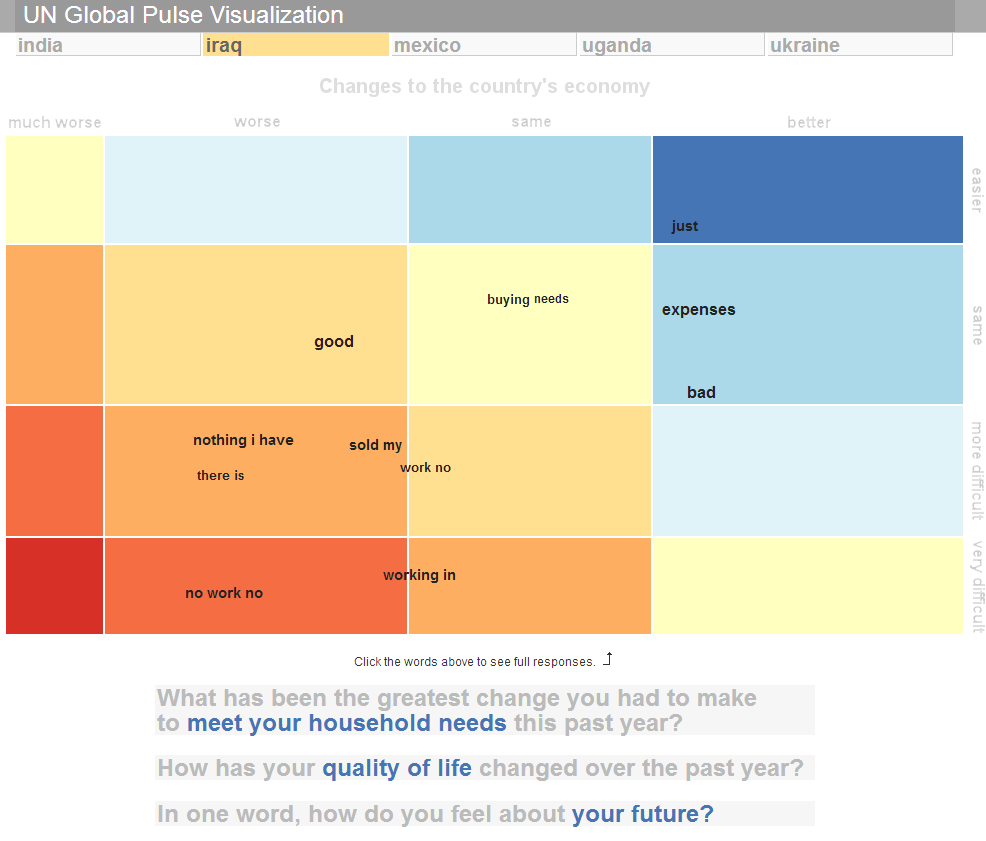 UN Global Pulse Visualization
india iraq mexico uganda ukraine
Changes to the country's economy
much worse worse same better
easier
just
buying needs
expenses
same
good
bad
nothing i have
sold my
work no
there is
more difficult
working in
no work no
very difficult
Click the words above to see full responses.
What has been the greatest change you had to make
to meet your household needs this past year?
How has your quality of life changed over the past year?
In one word, how do you feel about your future?